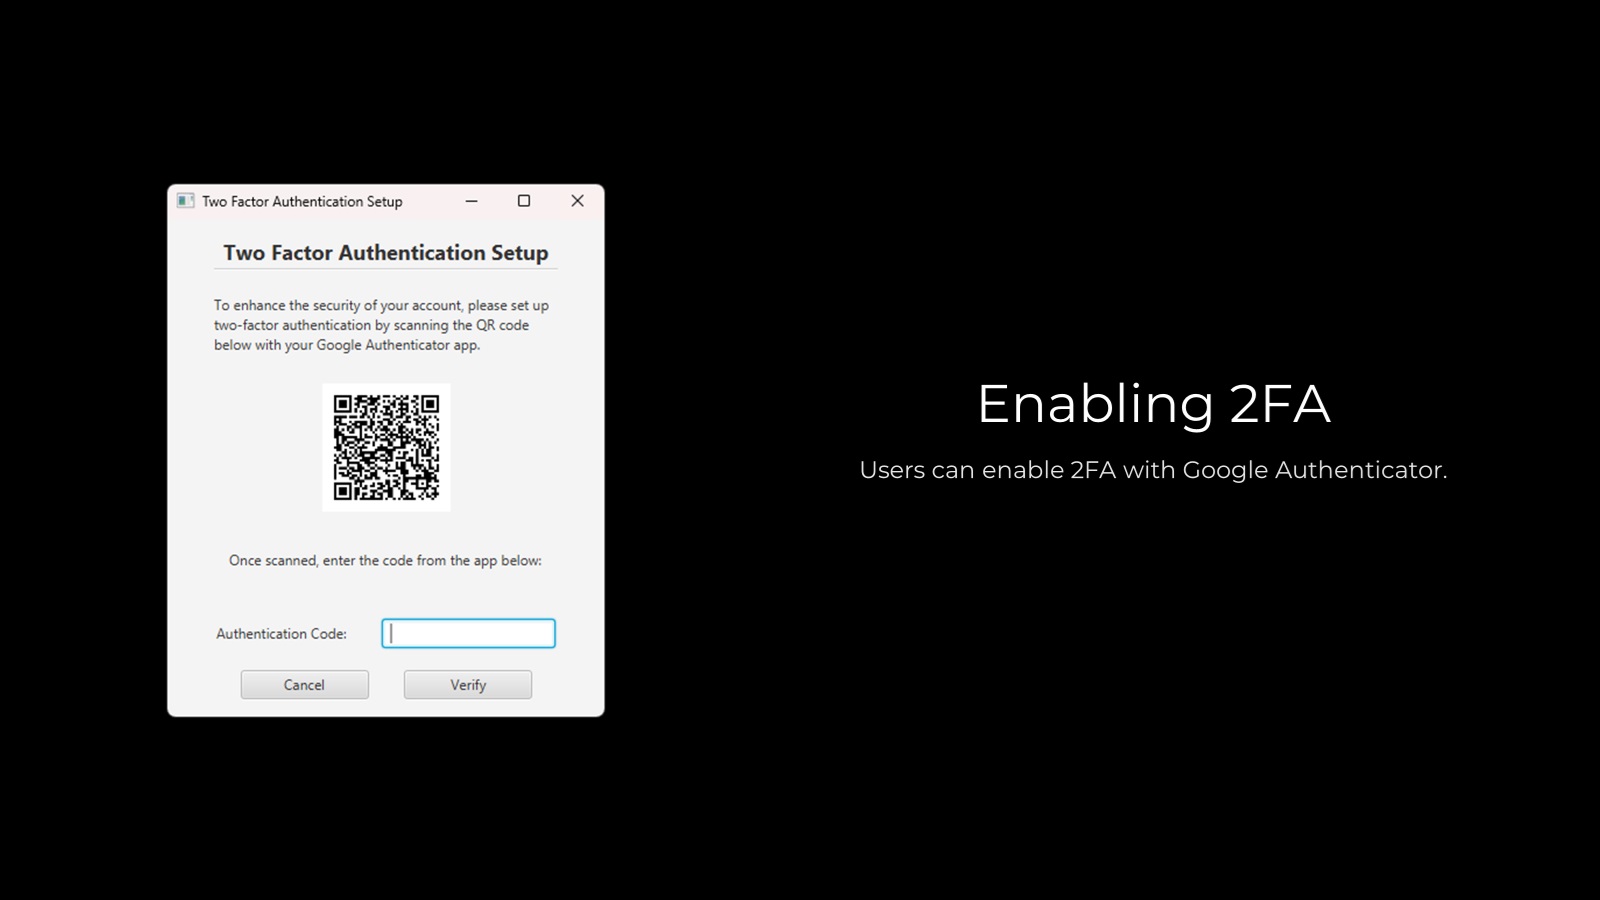 Two Factor Authentication Setup
Two Factor Authentication Setup
To enhance the security of your account, please set up
two-factor authentication by scanning the QR code
below with your Google Authenticator app.
Once scanned, enter the code from the app below:
Authentication Code:
Cancel
Verify
Enabling 2FA
Users can enable 2FA with Google Authenticator.